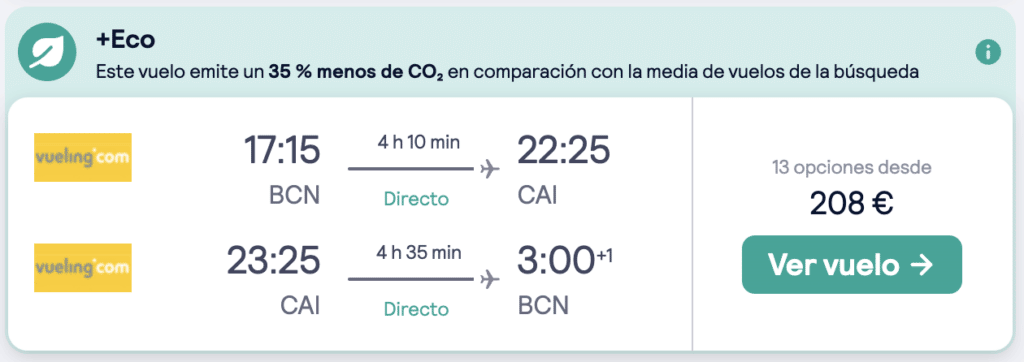 +Eco
Este vuelo emite un 35 % menos de CO₂ en comparación con la media de vuelos de la búsqueda
vueling.com
17:15
4 h 10 min
22:25
BCN
Directo
CAI
vueling.com
23:25
4 h 35 min
3:00+1
CAI
Directo
BCN
13 opciones desde
208 €
Ver vuelo →